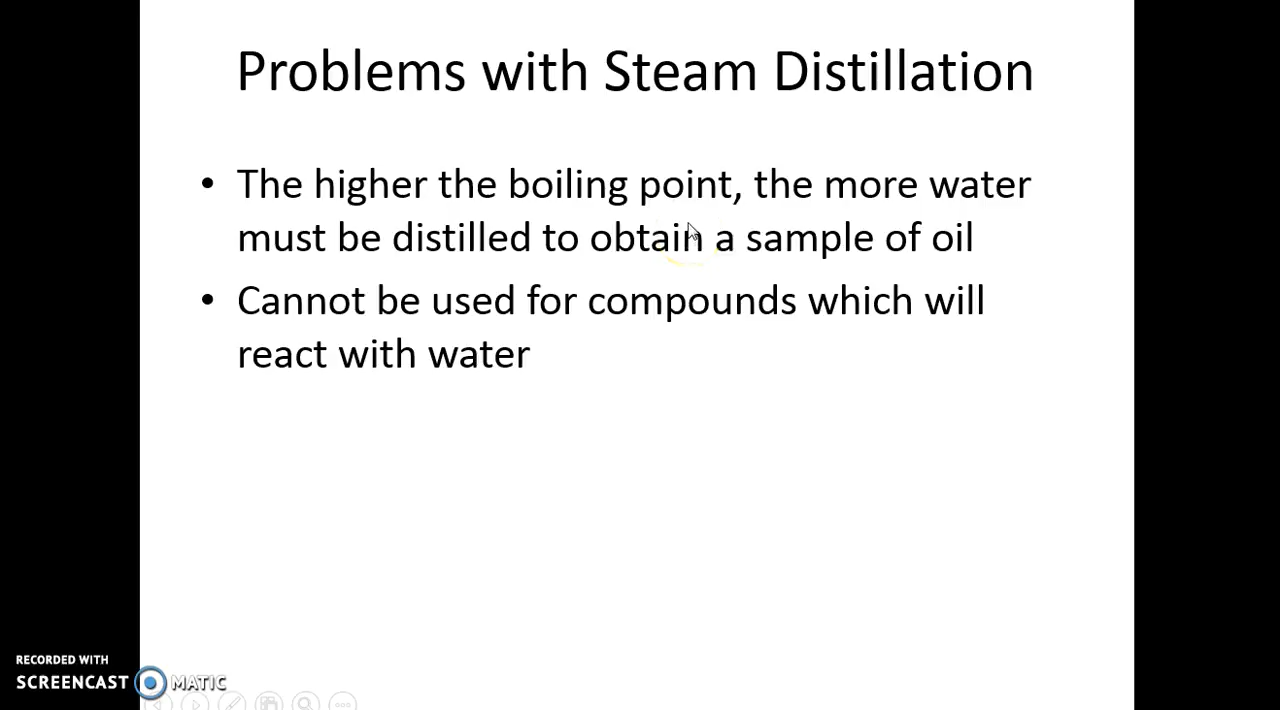 Problems with Steam Distillation
• The higher the boiling point, the more water
must be distilled to obtain a sample of oil
• Cannot be used for compounds which will
react with water
RECORDED WITH
SCREENCAST MATIC